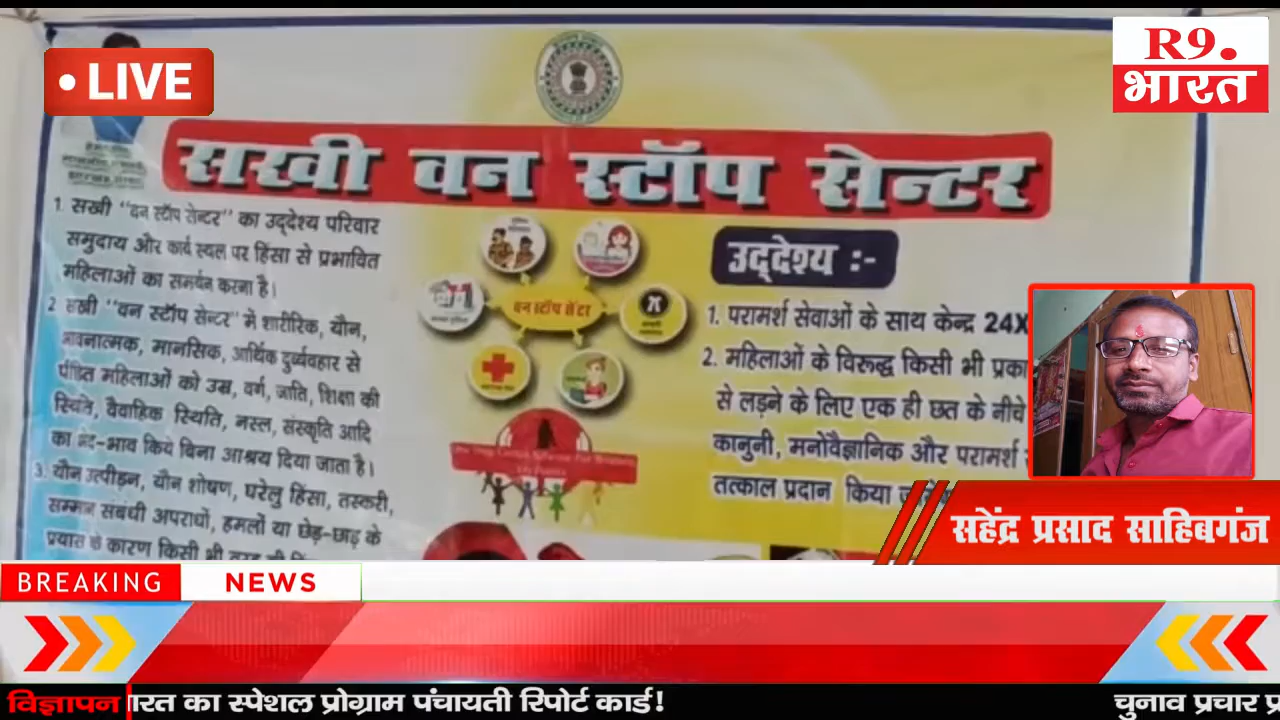 LIVE
R9.
भारत
सखी वन स्टॉप सेन्टर
1. सखी "वन स्टॉप सेन्टर" का उद्देश्य परिवार
समुदाय और कार्य स्थल पर हिंसा से प्रभावित
महिलाओं का समर्थन करना है।
2. सखी "वन स्टॉप सेन्टर" में शारीरिक, यौन,
भावनात्मक, मानसिक, आर्थिक दुर्व्यवहार से
पीड़ित महिलाओं को उम्र, वर्ग, जाति, शिक्षा की
स्थिति, वैवाहिक स्थिति, नस्ल, संस्कृति आदि
का भेद-भाव किये बिना आश्रय दिया जाता है।
3. यौन उत्पीड़न, यौन शोषण, घरेलु हिंसा, तस्करी,
सम्मान संबधी अपराधों, हमलों या छेड़-छाड़ के
प्रयास के कारण किसी भी तरह की
वन स्टॉप सेंटर
उद्देश्य :-
1. परामर्श सेवाओं के साथ केन्द्र 24X
2. महिलाओं के विरूद्ध किसी भी प्रका
से लड़ने के लिए एक ही छत के नीचे
कानुनी, मनोवैज्ञानिक और परामर्श
तत्काल प्रदान किया
सहेंद्र प्रसाद साहिबगंज
BREAKING NEWS
विज्ञापन
ारत का स्पेशल प्रोग्राम पंचायती रिपोर्ट कार्ड!
चुनाव प्रचार प्र